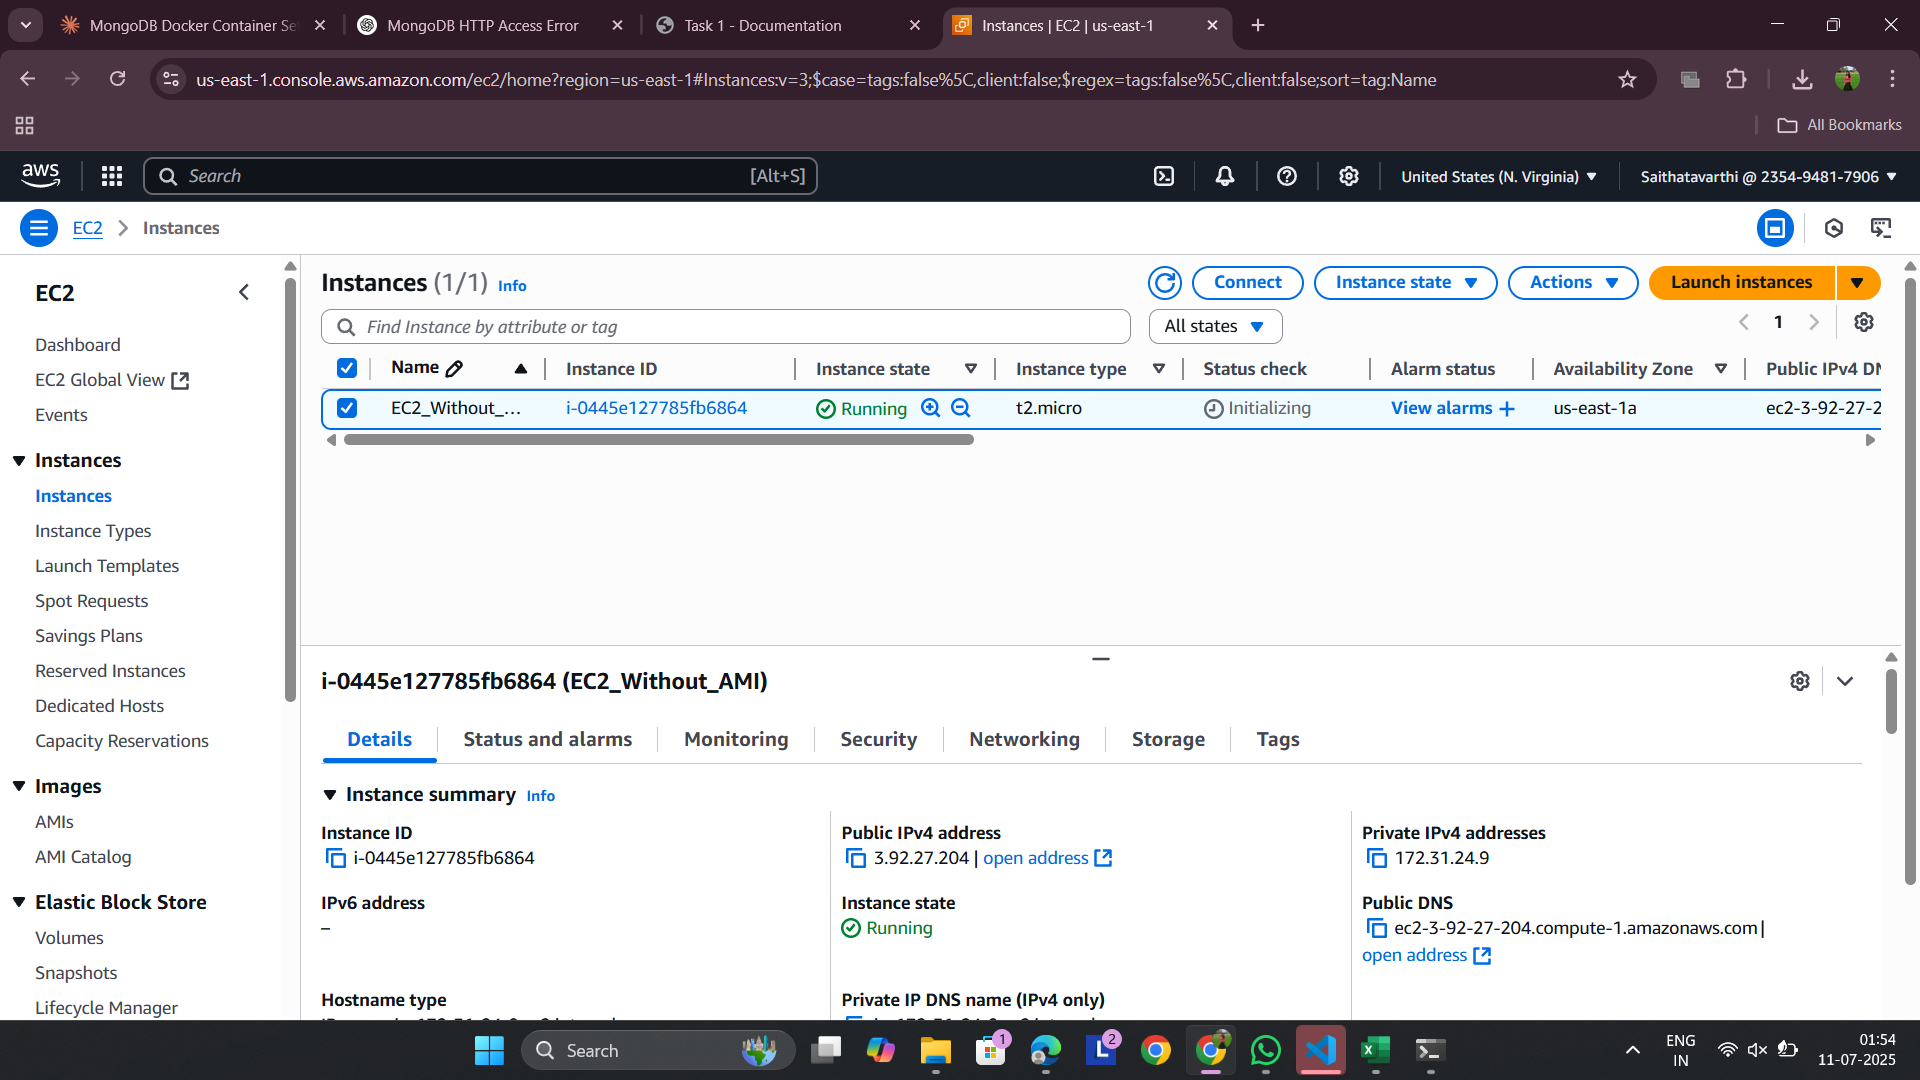 MongoDB Docker Container Se
MongoDB HTTP Access Error
Task 1 - Documentation
Instances | EC2 | us-east-1
us-east-1.console.aws.amazon.com/ec2/home?region=us-east-1#Instances:v=3;$case=tags:false%5C,client:false;$regex=tags:false%5C,client:false;sort=tag:Name
All Bookmarks
aws
Search [Alt+S]
United States (N. Virginia)
Saithatavarthi @ 2354-9481-7906
EC2 > Instances
EC2
Dashboard
EC2 Global View
Events
Instances
Instances
Instance Types
Launch Templates
Spot Requests
Savings Plans
Reserved Instances
Dedicated Hosts
Capacity Reservations
Images
AMIs
AMI Catalog
Elastic Block Store
Volumes
Snapshots
Lifecycle Manager
Instances (1/1) Info
Connect
Instance state
Actions
Launch instances
Find Instance by attribute or tag
All states
1
Name Instance ID Instance state Instance type Status check Alarm status Availability Zone Public IPv4 DN
EC2_Without_... i-0445e127785fb6864 Running t2.micro Initializing View alarms + us-east-1a ec2-3-92-27-2
i-0445e127785fb6864 (EC2_Without_AMI)
Details Status and alarms Monitoring Security Networking Storage Tags
Instance summary Info
Instance ID
i-0445e127785fb6864
Public IPv4 address
3.92.27.204 | open address
Private IPv4 addresses
172.31.24.9
IPv6 address
–
Instance state
Running
Public DNS
ec2-3-92-27-204.compute-1.amazonaws.com |
open address
Hostname type
Private IP DNS name (IPv4 only)
Search
1
2
ENG
IN
01:54
11-07-2025